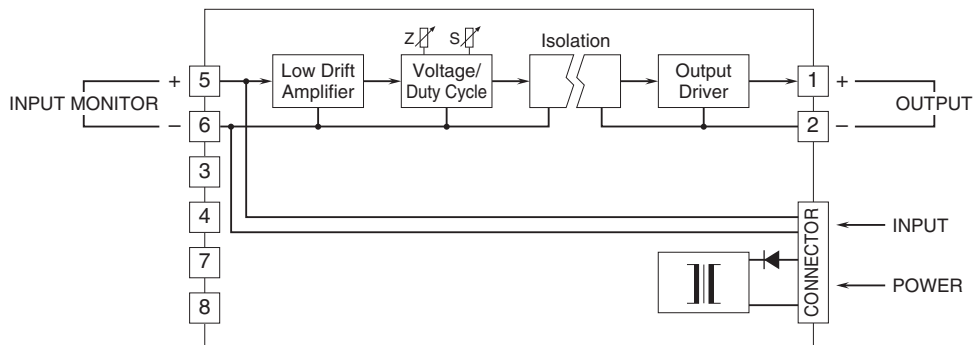 Z S
Isolation
+ 5
Low Drift
Amplifier
Voltage/
Duty Cycle
Output
Driver
1 +
INPUT MONITOR
OUTPUT
– 6
2 –
3
4
7
8
CONNECTOR
INPUT
POWER